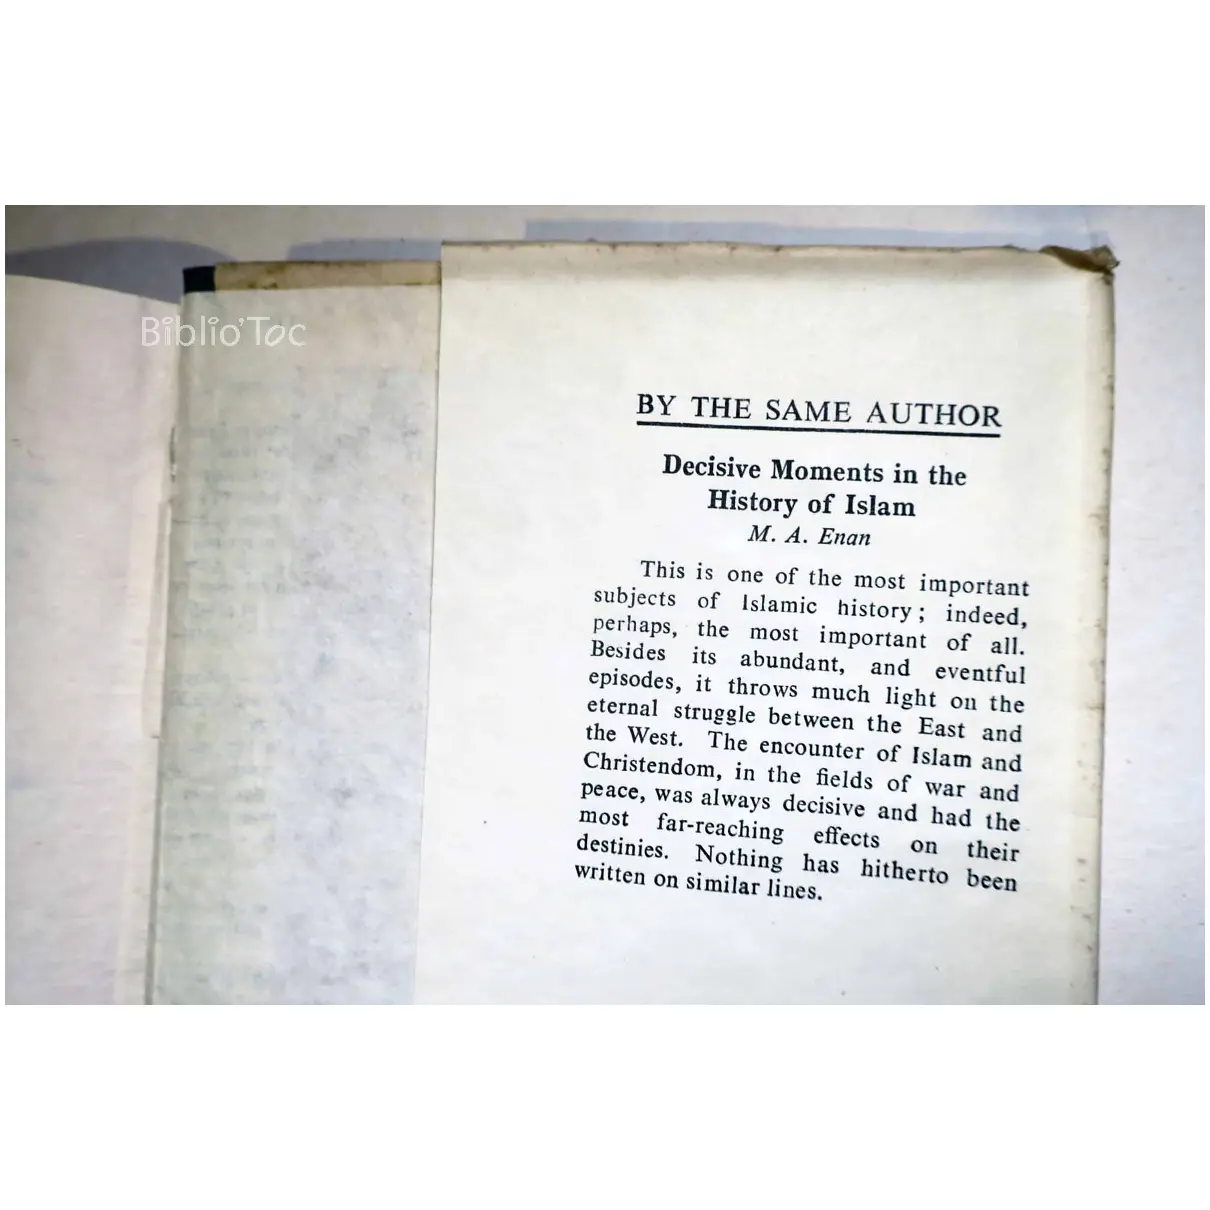 Biblio'Toc
BY THE SAME AUTHOR
Decisive Moments in the
History of Islam
M. A. Enan
This is one of the most important
subjects of Islamic history; indeed,
perhaps, the most important of all.
Besides its abundant, and eventful
episodes, it throws much light on the
eternal struggle between the East and
the West. The encounter of Islam and
Christendom, in the fields of war and
peace, was always decisive and had the
most far-reaching effects on their
destinies. Nothing has hitherto been
written on similar lines.